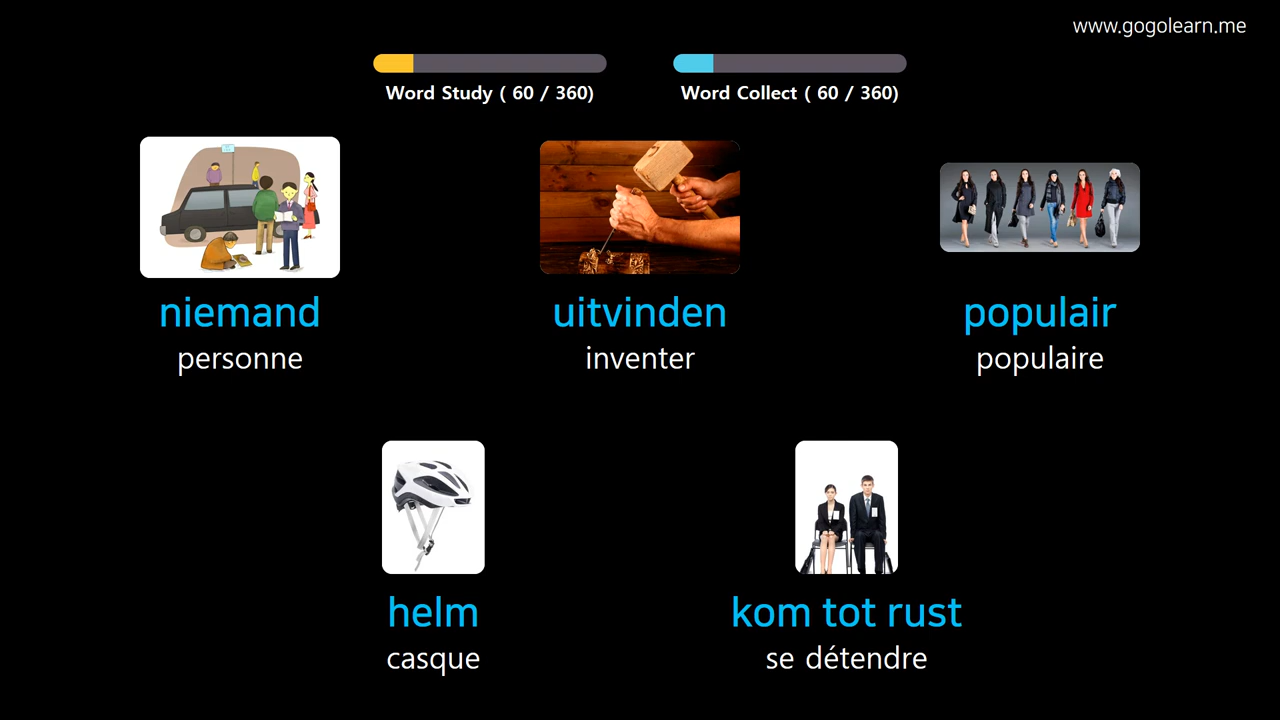 www.gogolearn.me
Word Study ( 60 / 360)
Word Collect ( 60 / 360)
niemand
personne
uitvinden
inventer
populair
populaire
helm
casque
kom tot rust
se détendre